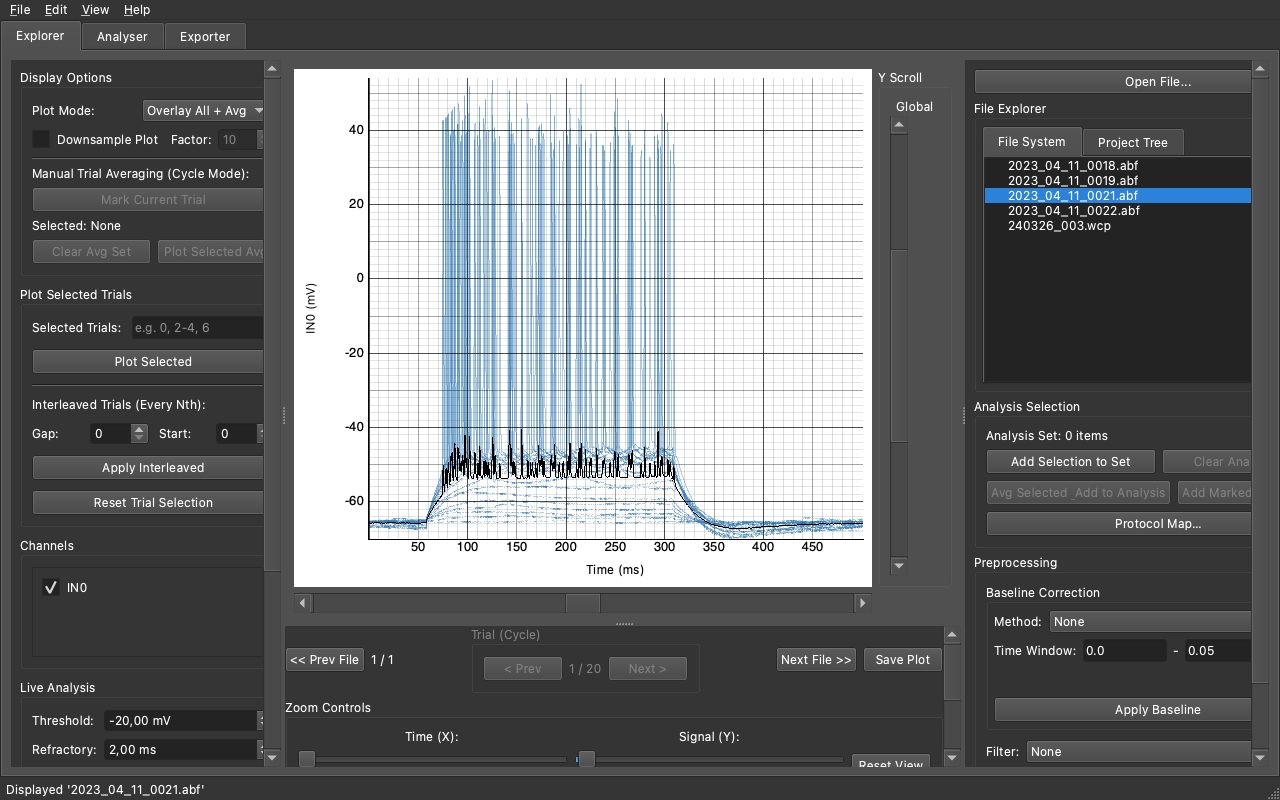 File Edit View Help
Explorer Analyser Exporter
Display Options
Plot Mode: Overlay All + Avg
Downsample Plot Factor: 10
Manual Trial Averaging (Cycle Mode):
Mark Current Trial
Selected: None
Clear Avg Set Plot Selected Avg
Plot Selected Trials
Selected Trials: e.g. 0, 2-4, 6
Plot Selected
Interleaved Trials (Every Nth):
Gap: 0 Start: 0
Apply Interleaved
Reset Trial Selection
Channels
IN0
Live Analysis
Threshold: -20,00 mV
Refractory: 2,00 ms
IN0 (mV)
40
20
0
-20
-40
-60
50 100 150 200 250 300 350 400 450
Time (ms)
Y Scroll
Global
<< Prev File 1 / 1
Trial (Cycle)
< Prev 1 / 20 Next >
Next File >> Save Plot
Zoom Controls
Time (X): Signal (Y):
Reset View
Open File...
File Explorer
File System Project Tree
2023_04_11_0018.abf
2023_04_11_0019.abf
2023_04_11_0021.abf
2023_04_11_0022.abf
240326_003.wcp
Analysis Selection
Analysis Set: 0 items
Add Selection to Set Clear Ana
Avg Selected _Add to Analysis Add Marked
Protocol Map...
Preprocessing
Baseline Correction
Method: None
Time Window: 0.0 - 0.05
Apply Baseline
Filter: None
Displayed '2023_04_11_0021.abf'